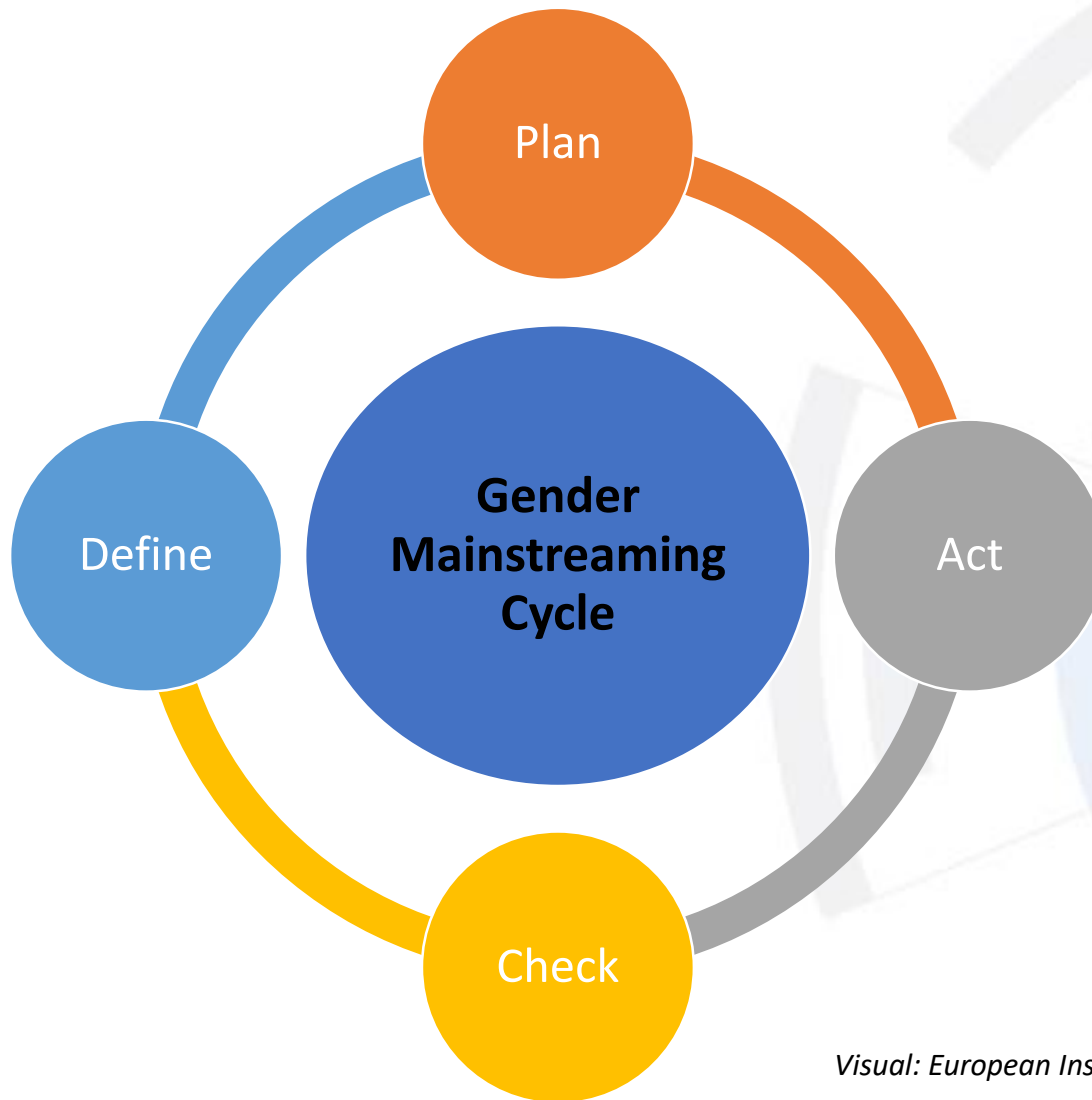 Plan
Define
Gender
Mainstreaming
Cycle
Act
Check
Visual: European Ins